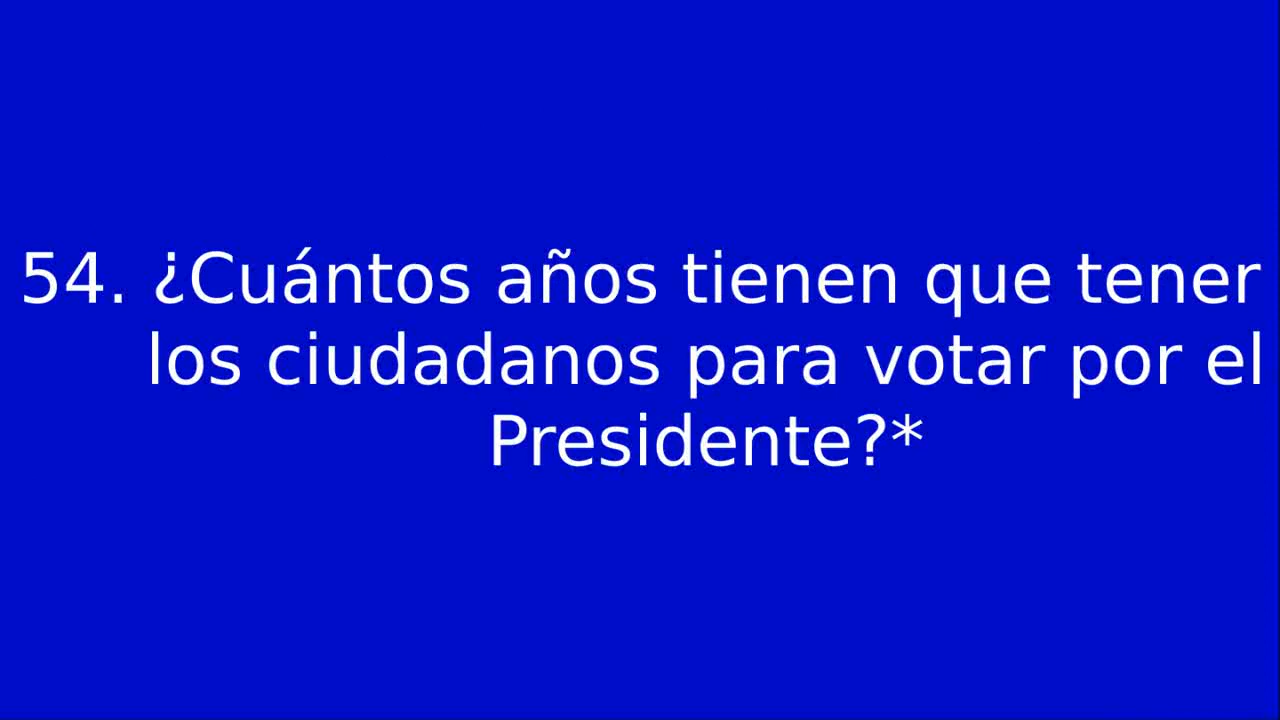 54. ¿Cuántos años tienen que tener
los ciudadanos para votar por el
Presidente?*